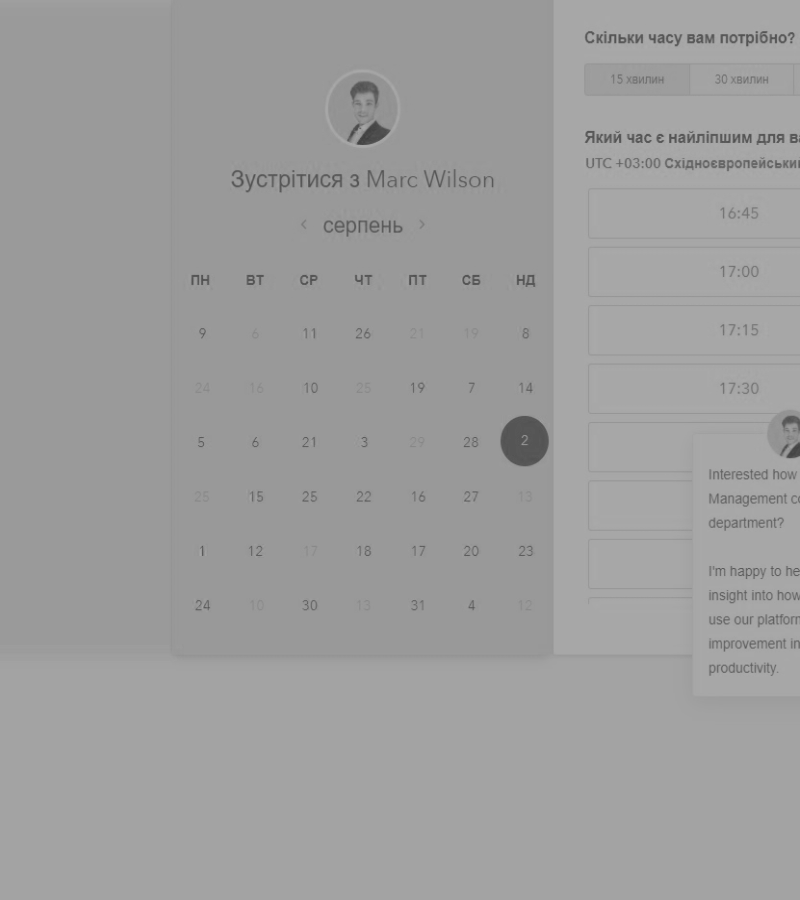 Зустрітися з Marc Wilson
‹ серпень ›
ПН ВТ СР ЧТ ПТ СБ НД
9 6 11 26 21 19 8
24 16 10 25 19 7 14
5 6 21 3 29 28 2
25 15 25 22 16 27 13
1 12 17 18 17 20 23
24 10 30 13 31 4 12
Скільки часу вам потрібно?
15 хвилин 30 хвилин
Який час є найліпшим для ва
UTC +03:00 Східноєвропейськи
16:45
17:00
17:15
17:30
Interested how
Management co
department?
I'm happy to he
insight into how
use our platform
improvement in
productivity.